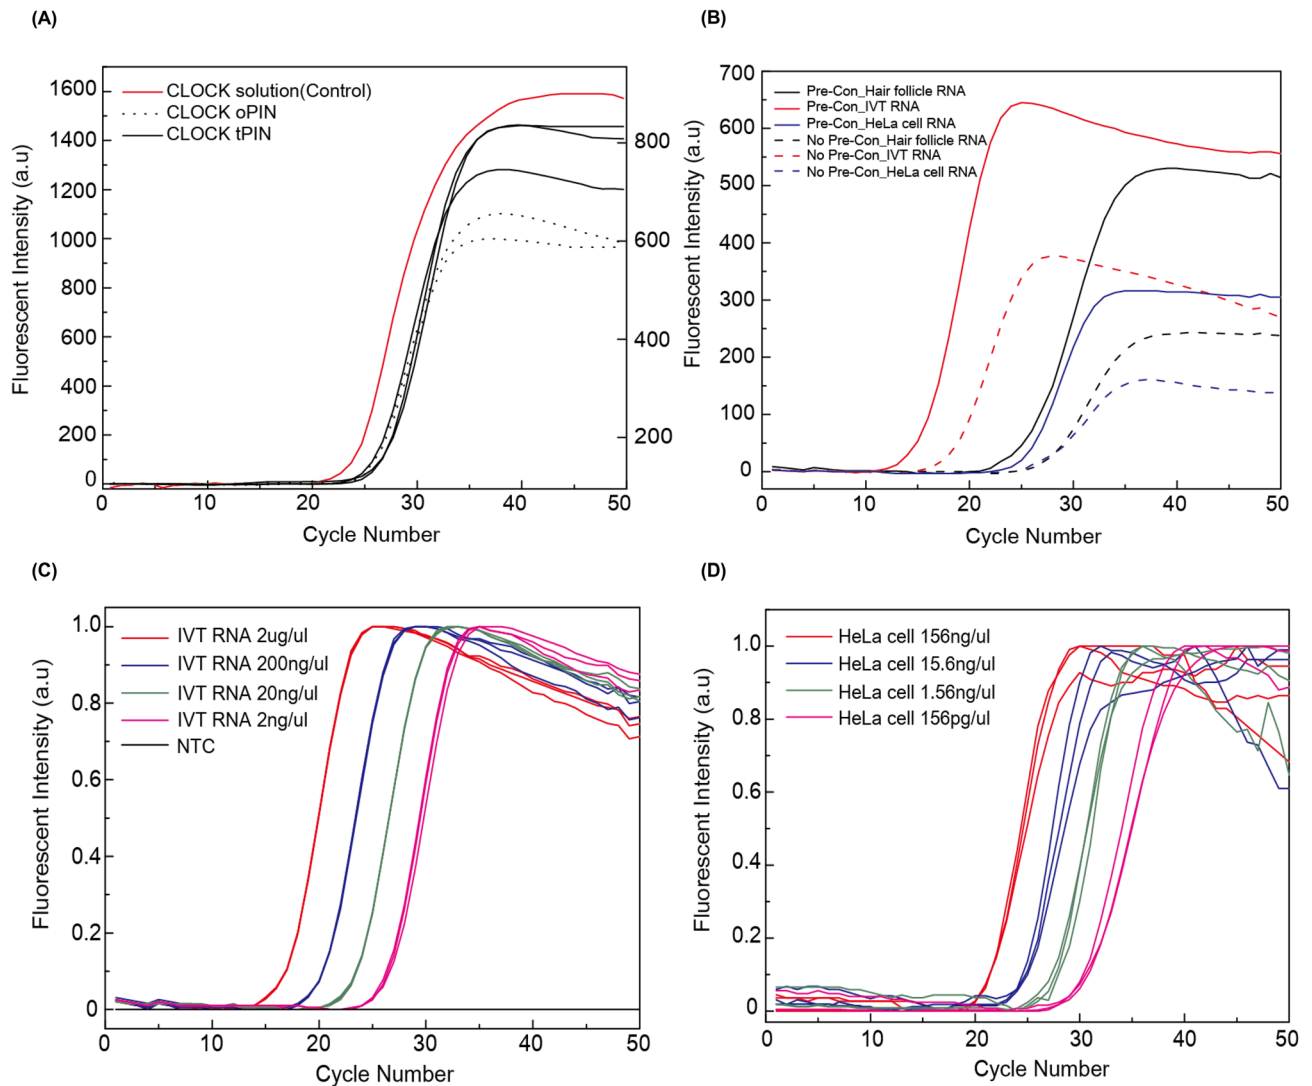 (A)
1600
1400
1200
1000
800
600
400
200
0
800
600
400
200
0
10
20
30
40
50
Fluorescent Intensity (a.u)
Cycle Number
CLOCK solution(Control)
CLOCK oPIN
CLOCK tPIN
(B)
700
600
500
400
300
200
100
0
0
10
20
30
40
50
Fluorescent Intensity (a.u)
Cycle Number
Pre-Con_Hair follicle RNA
Pre-Con_IVT RNA
Pre-Con_HeLa cell RNA
No Pre-Con_Hair follicle RNA
No Pre-Con_IVT RNA
No Pre-Con_HeLa cell RNA
(C)
1.0
0.8
0.6
0.4
0.2
0
0
10
20
30
40
50
Fluorescent Intensity (a.u)
Cycle Number
IVT RNA 2ug/ul
IVT RNA 200ng/ul
IVT RNA 20ng/ul
IVT RNA 2ng/ul
NTC
(D)
1.0
0.8
0.6
0.4
0.2
0
0
10
20
30
40
50
Fluorescent Intensity (a.u)
Cycle Number
HeLa cell 156ng/ul
HeLa cell 15.6ng/ul
HeLa cell 1.56ng/ul
HeLa cell 156pg/ul